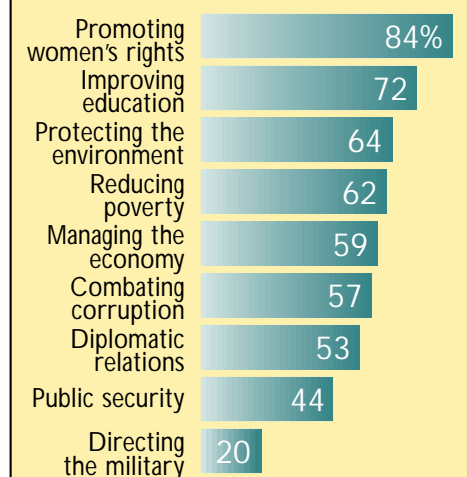 Promoting
women's rights
84%
Improving
education
72
Protecting the
environment
64
Reducing
poverty
62
Managing the
economy
59
Combating
corruption
57
Diplomatic
relations
53
Public security
44
Directing
the military
20